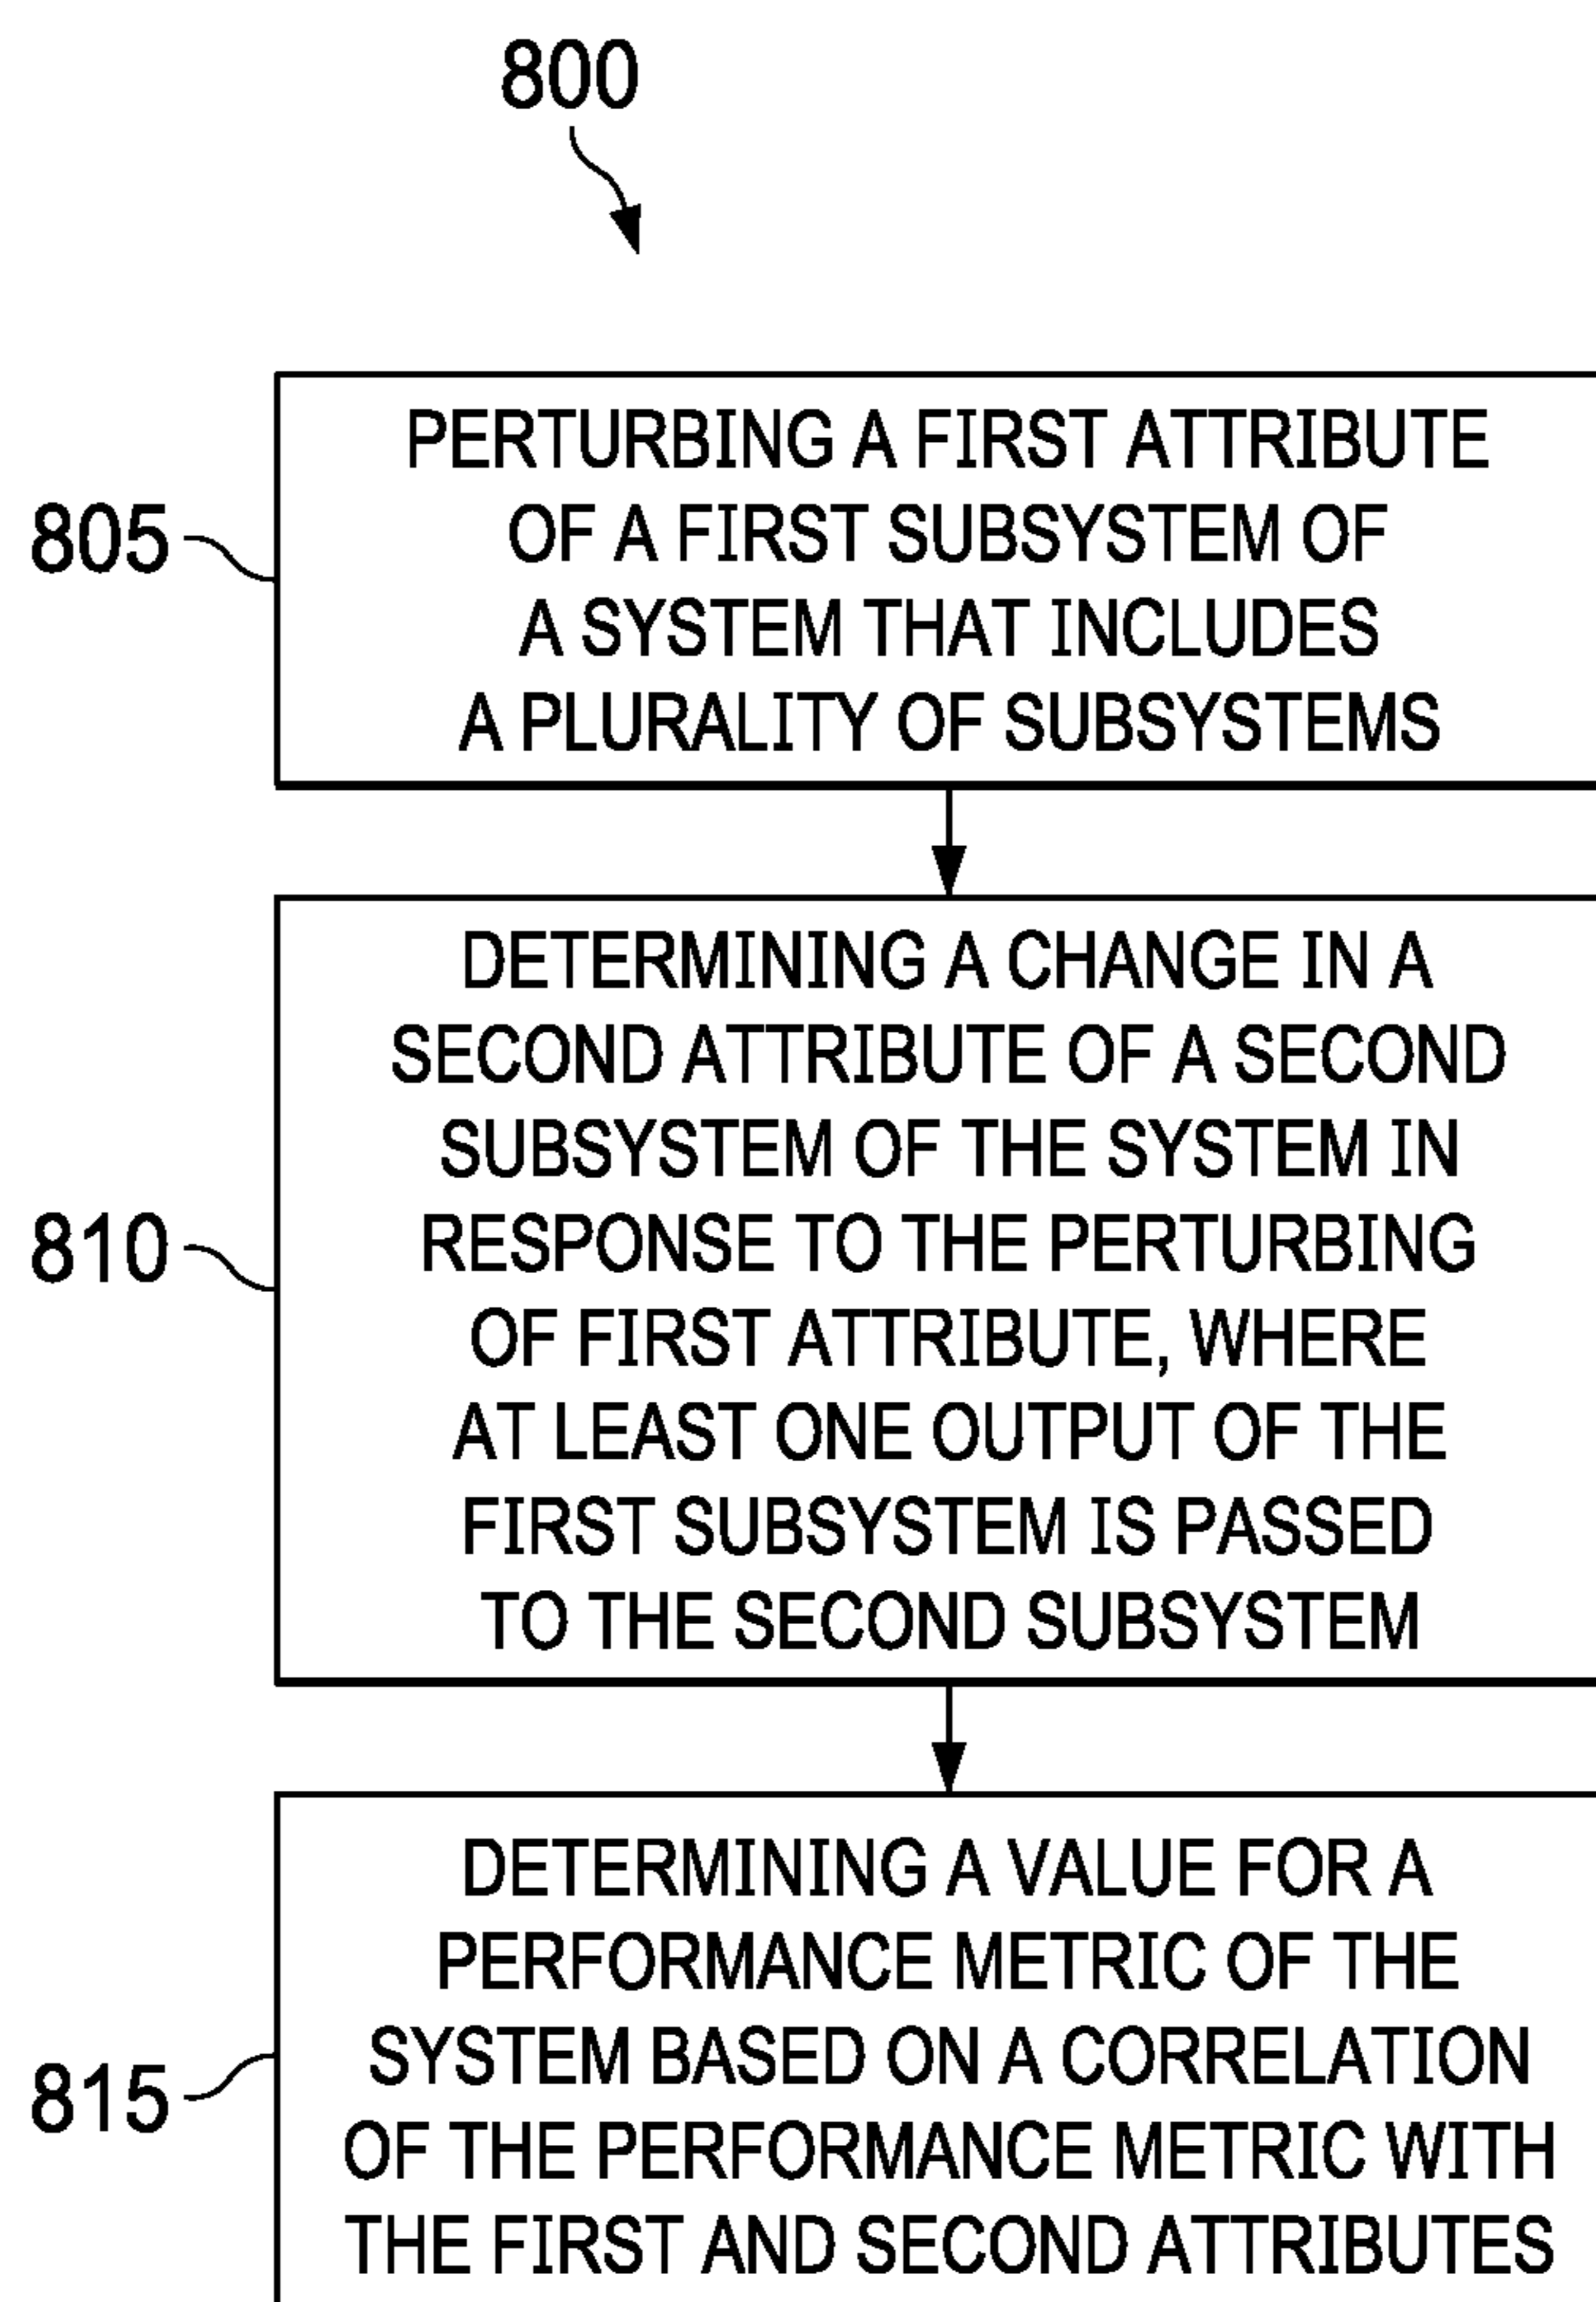 800
805
PERTURBING A FIRST ATTRIBUTE
OF A FIRST SUBSYSTEM OF
A SYSTEM THAT INCLUDES
A PLURALITY OF SUBSYSTEMS
810
DETERMINING A CHANGE IN A
SECOND ATTRIBUTE OF A SECOND
SUBSYSTEM OF THE SYSTEM IN
RESPONSE TO THE PERTURBING
OF FIRST ATTRIBUTE, WHERE
AT LEAST ONE OUTPUT OF THE
FIRST SUBSYSTEM IS PASSED
TO THE SECOND SUBSYSTEM
815
DETERMINING A VALUE FOR A
PERFORMANCE METRIC OF THE
SYSTEM BASED ON A CORRELATION
OF THE PERFORMANCE METRIC WITH
THE FIRST AND SECOND ATTRIBUTES